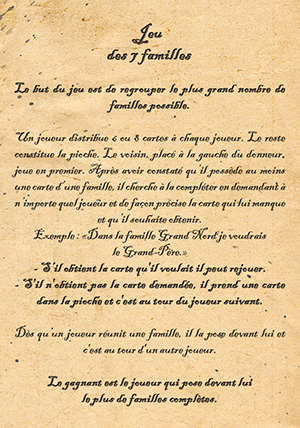 Jeu
des 7 familles
Le but du jeu est de regrouper le plus grand nombre de
familles possible.
Un joueur distribue 6 ou 8 cartes à chaque joueur. Le reste
constitue la pioche. Le voisin, placé à la gauche du donneur,
joue en premier. Après avoir constaté qu'il possède au moins
une carte d'une famille, il cherche à la compléter en demandant à
n'importe quel joueur et de façon précise la carte qui lui manque
et qu'il souhaite obtenir.
Exemple : «Dans la famille Grand Nord je voudrais
le Grand-Père.»
- S'il obtient la carte qu'il voulait il peut rejouer.
- S'il n'obtient pas la carte demandée, il prend une carte
dans la pioche et c'est au tour du joueur suivant.
Dès qu'un joueur réunit une famille, il la pose devant lui et
c'est au tour d'un autre joueur.
Le gagnant est le joueur qui pose devant lui
le plus de familles complètes.